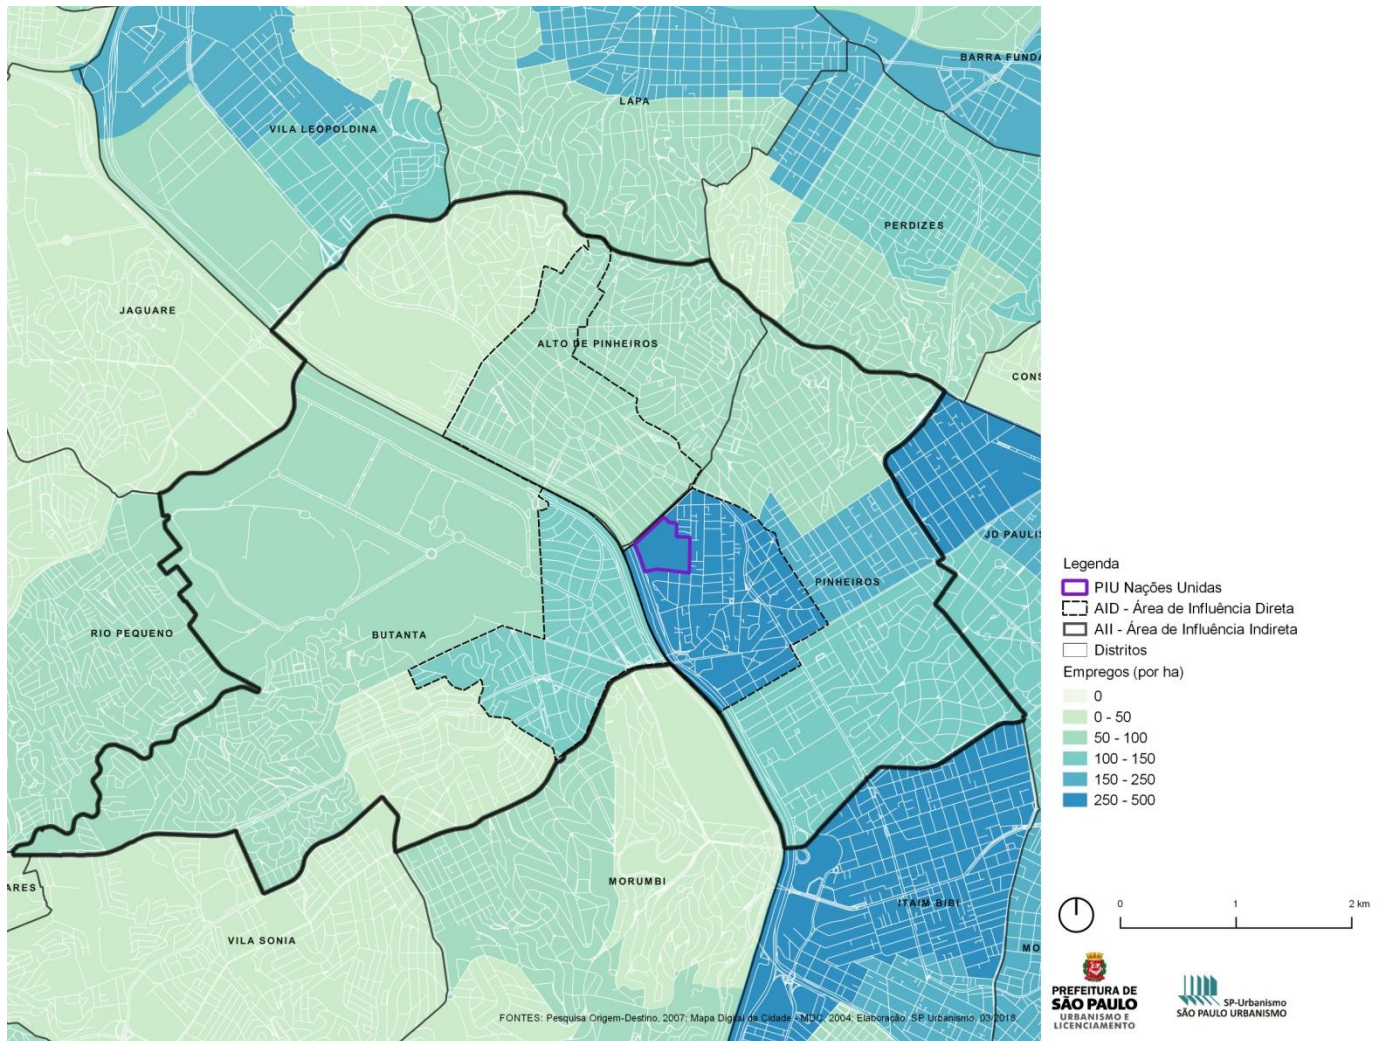 BARRA FUNDA
LAPA
VILA LEOPOLDINA
PERDIZES
JAGUARE
ALTO DE PINHEIROS
CONS
JD PAULIS
PINHEIROS
RIO PEQUENO
BUTANTA
MORUMBI
ARES
ITAIM BIBI
VILA SONIA
MO
FONTES: Pesquisa Origem-Destino, 2007; Mapa Digital da Cidade - MDC, 2004; Elaboração: SP Urbanismo, 03/2018.
Legenda
PIU Nações Unidas
AID - Área de Influência Direta
AII - Área de Influência Indireta
Distritos
Empregos (por ha)
0
0 - 50
50 - 100
100 - 150
150 - 250
250 - 500
0 1 2 km
PREFEITURA DE
SÃO PAULO
URBANISMO E
LICENCIAMENTO
SP-Urbanismo
SÃO PAULO URBANISMO